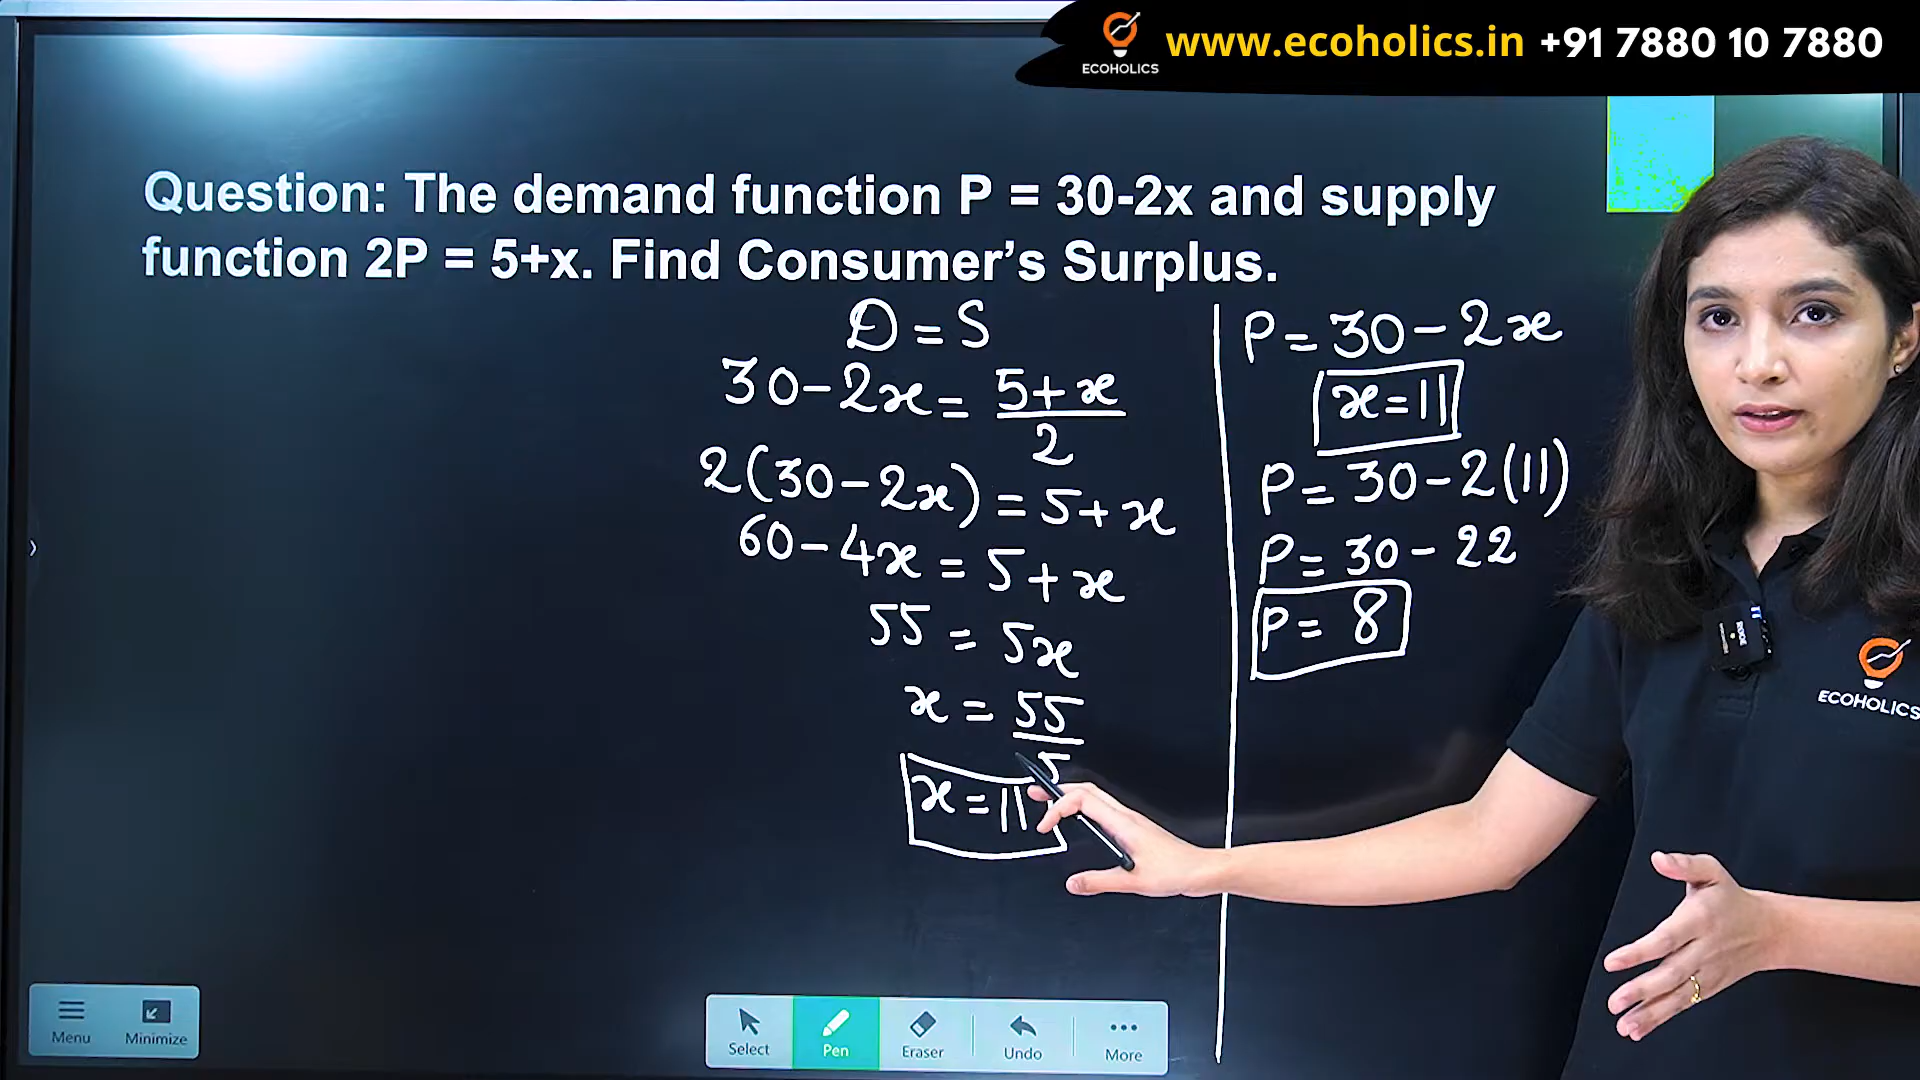 www.ecoholics.in +91 7880 10 7880
ECOHOLICS
Question: The demand function P = 30-2x and supply
function 2P = 5+x. Find Consumer's Surplus.
D = S
30-2x = 5+x
2
2(30-2x) = 5+x
60-4x = 5+x
55 = 5x
x = 55
5
x = 11
P = 30-2x
x = 11
P = 30-2(11)
P = 30-22
P = 8
ECOHOLICS
Menu
Minimize
Select
Pen
Eraser
Undo
More